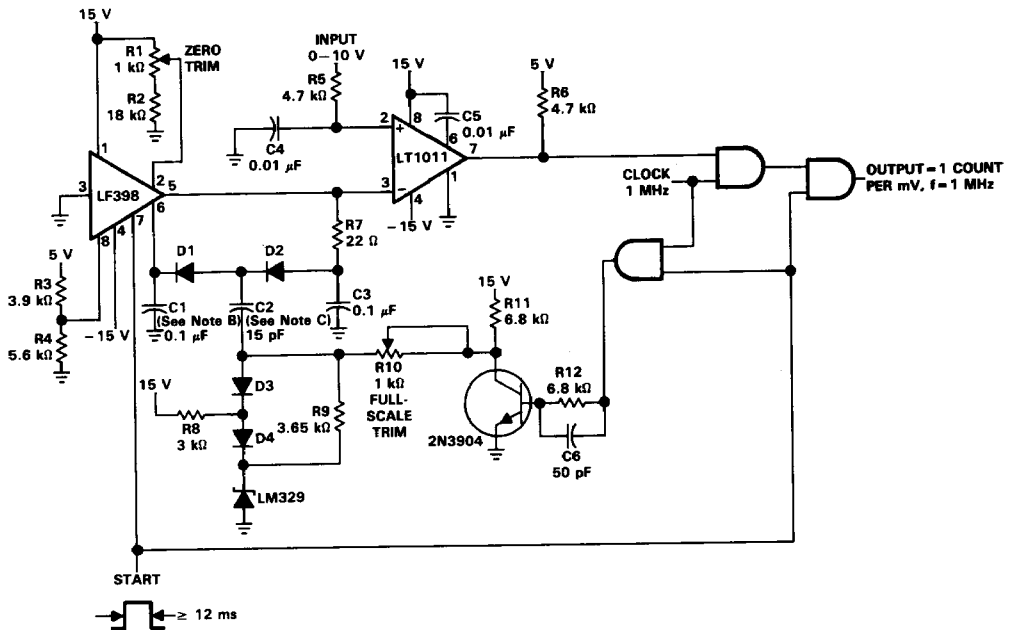 15 V
R1
1 kΩ
ZERO
TRIM
R2
18 kΩ
INPUT
0–10 V
R5
4.7 kΩ
15 V
C5
0.01 µF
5 V
R6
4.7 kΩ
C4
0.01 µF
2
+
8
6
7
LT1011
3
–
4
1
–15 V
1
2
5
3
LF398
6
8
4
7
CLOCK
1 MHz
OUTPUT = 1 COUNT
PER mV, f = 1 MHz
R7
22 Ω
5 V
R3
3.9 kΩ
R4
5.6 kΩ
–15 V
D1
D2
C1
(See Note B)
0.1 µF
C2
(See Note C)
15 pF
C3
0.1 µF
15 V
R11
6.8 kΩ
R10
1 kΩ
FULL-
SCALE
TRIM
R12
6.8 kΩ
C6
50 pF
2N3904
15 V
R8
3 kΩ
D3
D4
R9
3.65 kΩ
LM329
START
≥ 12 ms